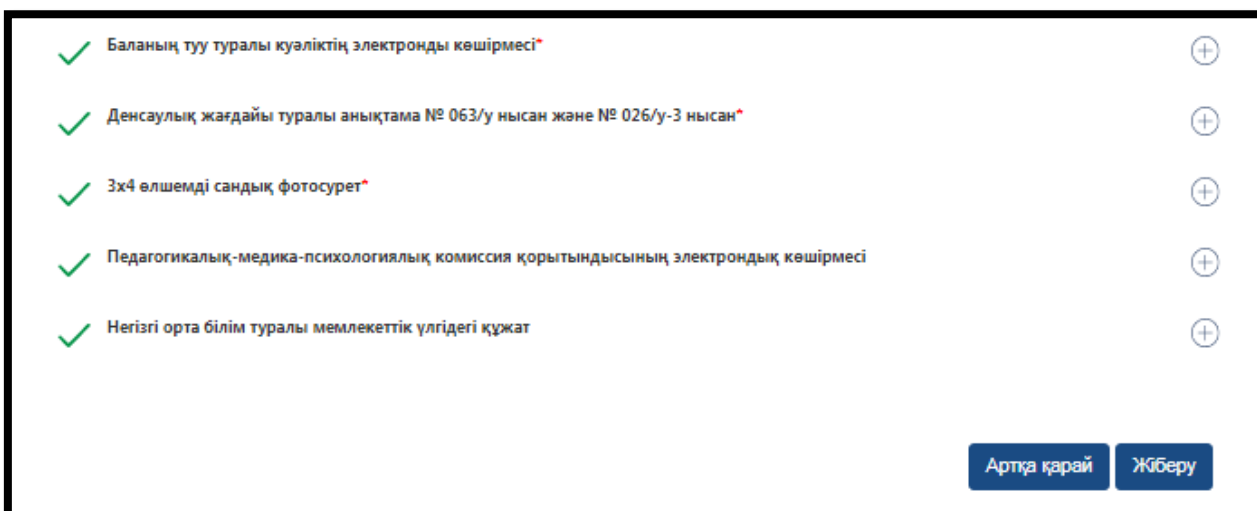 Баланың туу туралы куәліктің электронды көшірмесі*
Денсаулық жағдайы туралы анықтама № 063/у нысан және № 026/у-3 нысан*
3х4 өлшемді сандық фотосурет*
Педагогикалық-медика-психологиялық комиссия қорытындысының электрондық көшірмесі
Негізгі орта білім туралы мемлекеттік үлгідегі құжат
Артқа қарай Жіберу